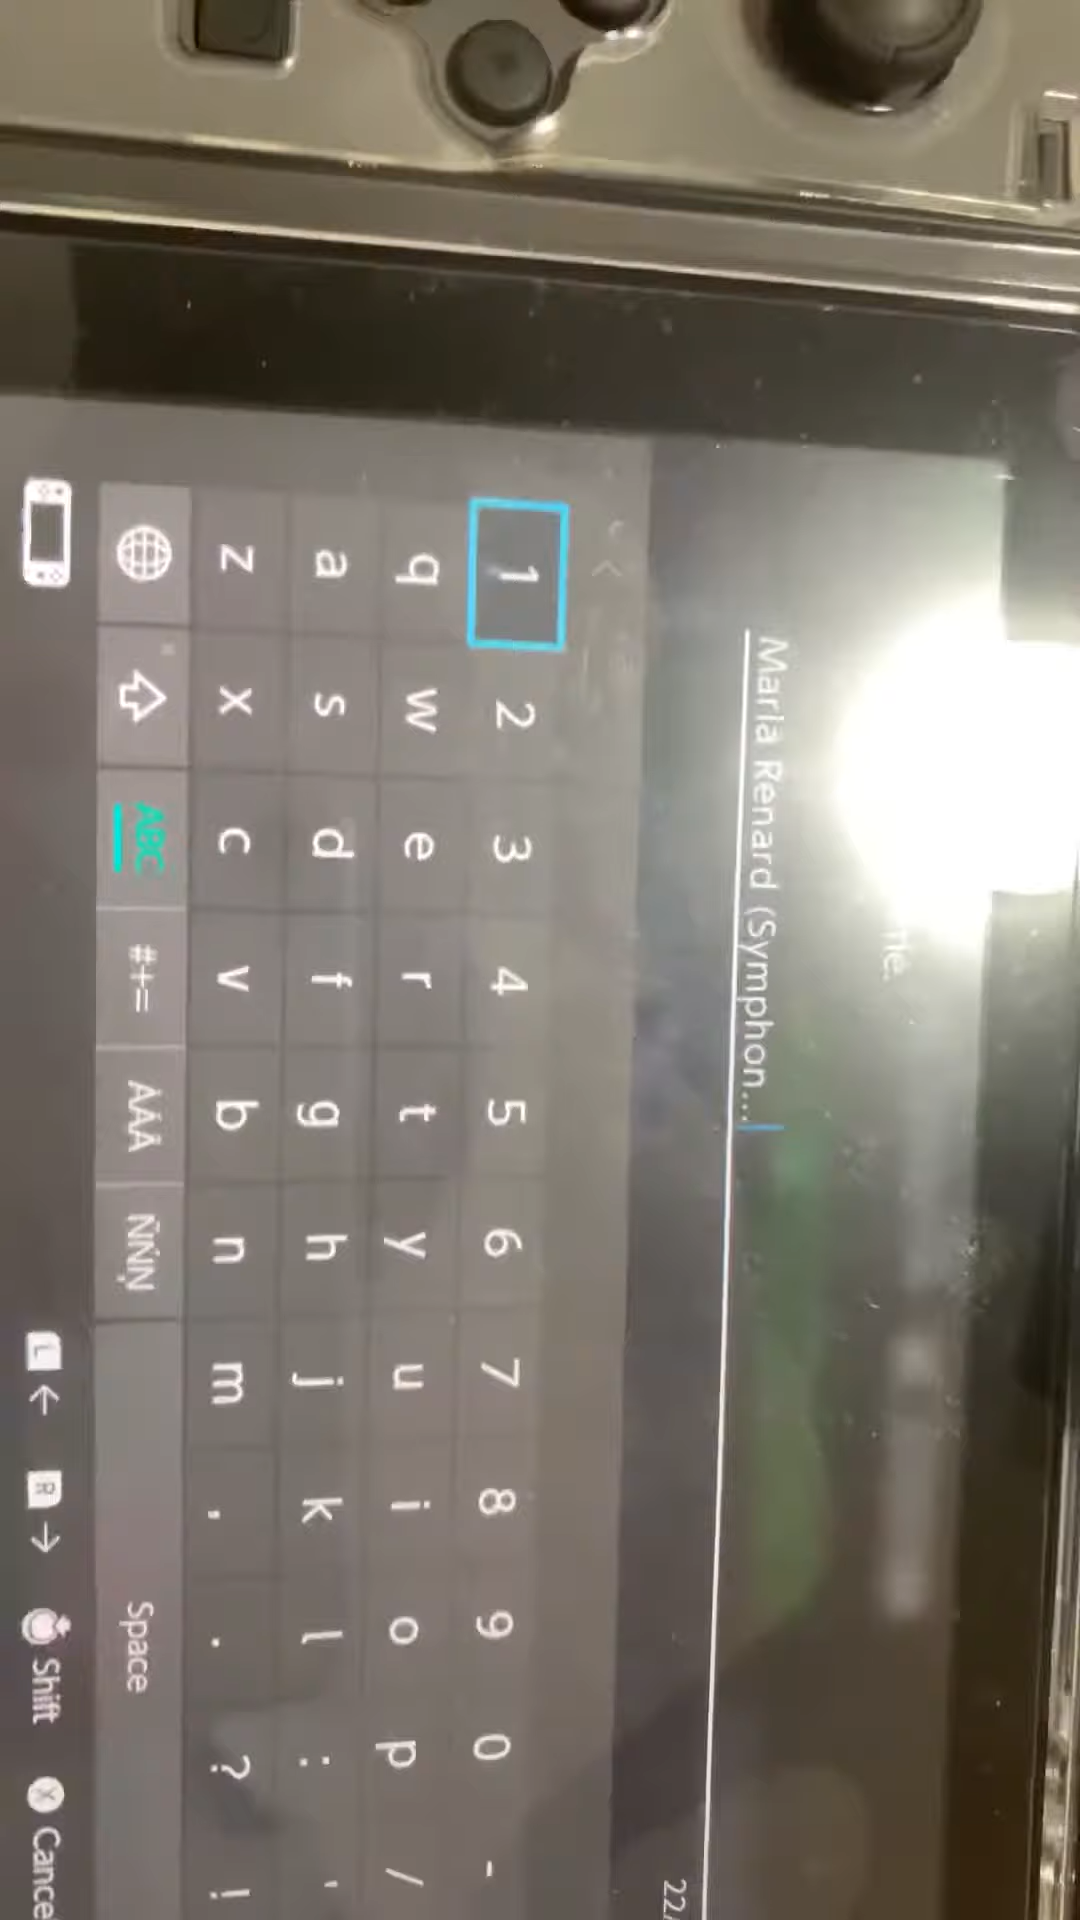 Maria Renard (Symphon...
22
1 2 3 4 5 6 7 8 9 0 -
q w e r t y u i o p /
a s d f g h j k l : '
z x c v b n m , . ? !
ABC #+= ÀÁÂ ÑŃŅ Space
L ← R → Shift X Cance